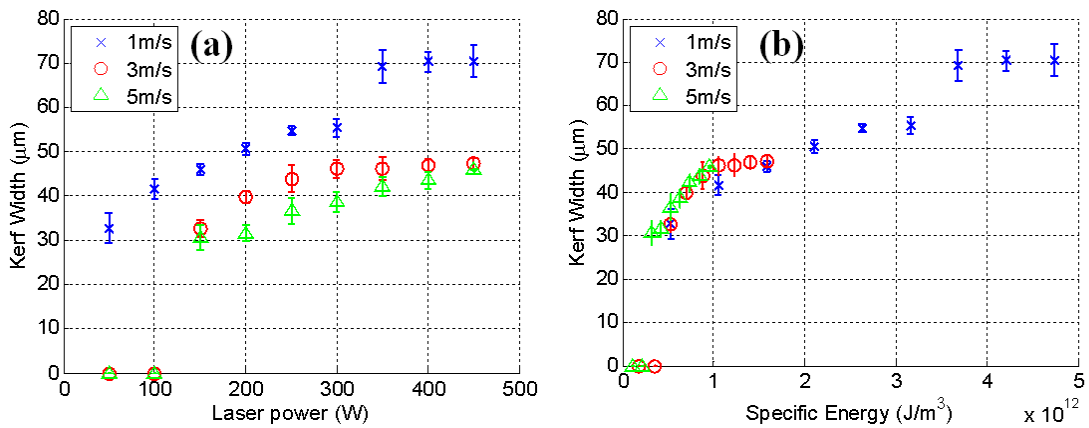 80
70
60
50
40
30
20
10
0
Kerf Width (μm)
1m/s
3m/s
5m/s
(a)
0 100 200 300 400 500
Laser power (W)
80
70
60
50
40
30
20
10
0
Kerf Width (μm)
1m/s
3m/s
5m/s
(b)
0 1 2 3 4 5
Specific Energy (J/m³) x 10¹²